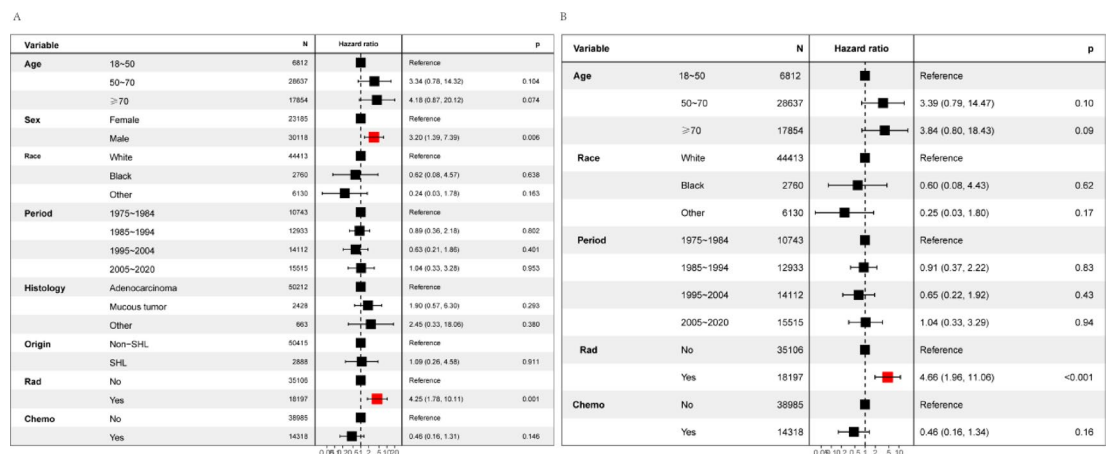 A
Variable N Hazard ratio p
Age 18~50 6812 Reference
50~70 28637 3.34 (0.78, 14.32) 0.104
⩾70 17854 4.18 (0.87, 20.12) 0.074
Sex Female 23185 Reference
Male 30118 3.20 (1.39, 7.39) 0.006
Race White 44413 Reference
Black 2760 0.62 (0.08, 4.57) 0.638
Other 6130 0.24 (0.03, 1.78) 0.163
Period 1975~1984 10743 Reference
1985~1994 12933 0.89 (0.36, 2.18) 0.802
1995~2004 14112 0.63 (0.21, 1.86) 0.401
2005~2020 15515 1.04 (0.33, 3.28) 0.953
Histology Adenocarcinoma 50212 Reference
Mucous tumor 2428 1.90 (0.57, 6.30) 0.293
Other 663 2.45 (0.33, 18.06) 0.380
Origin Non-SHL 50415 Reference
SHL 2888 1.09 (0.26, 4.58) 0.911
Rad No 35106 Reference
Yes 18197 4.25 (1.78, 10.11) 0.001
Chemo No 38985 Reference
Yes 14318 0.46 (0.16, 1.31) 0.146
B
Variable N Hazard ratio p
Age 18~50 6812 Reference
50~70 28637 3.39 (0.79, 14.47) 0.10
⩾70 17854 3.84 (0.80, 18.43) 0.09
Race White 44413 Reference
Black 2760 0.60 (0.08, 4.43) 0.62
Other 6130 0.25 (0.03, 1.80) 0.17
Period 1975~1984 10743 Reference
1985~1994 12933 0.91 (0.37, 2.22) 0.83
1995~2004 14112 0.65 (0.22, 1.92) 0.43
2005~2020 15515 1.04 (0.33, 3.29) 0.94
Rad No 35106 Reference
Yes 18197 4.66 (1.96, 11.06) <0.001
Chemo No 38985 Reference
Yes 14318 0.46 (0.16, 1.34) 0.16